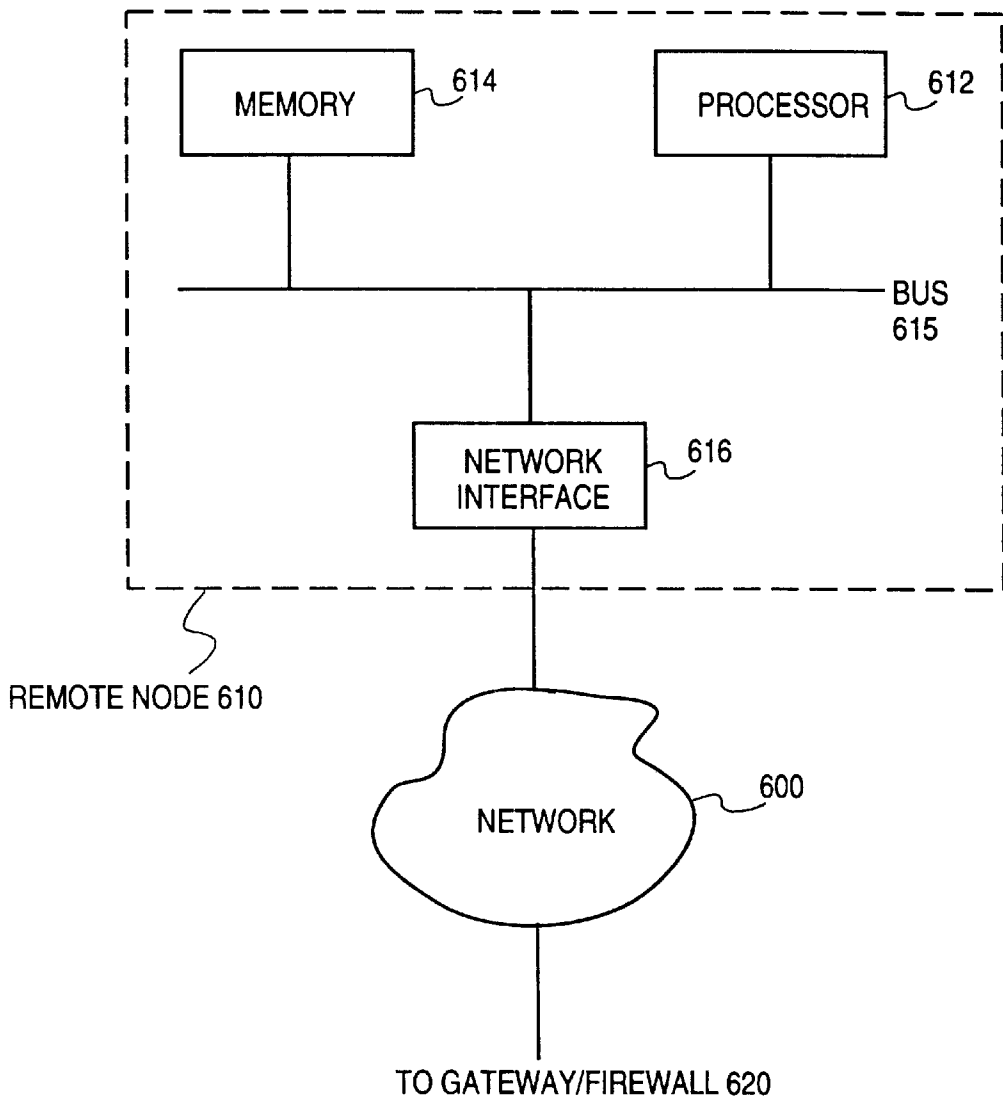 MEMORY
614
PROCESSOR
612
BUS
615
NETWORK
INTERFACE
616
REMOTE NODE 610
NETWORK
600
TO GATEWAY/FIREWALL 620